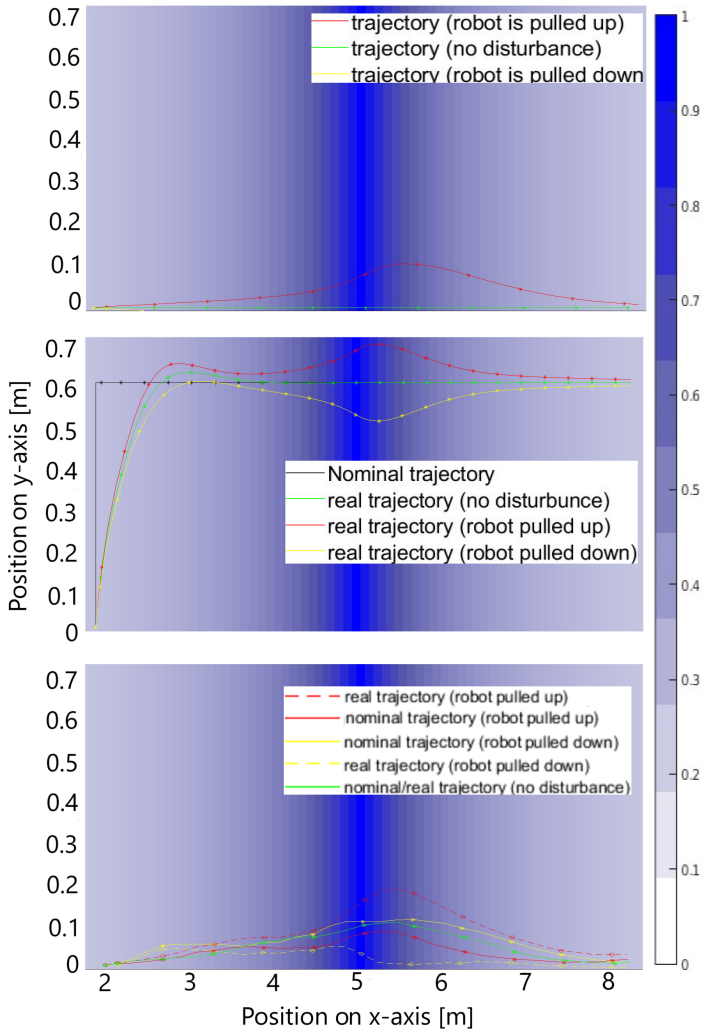 0.7
0.6
0.5
0.4
0.3
0.2
0.1
0
trajectory (robot is pulled up)
trajectory (no disturbance)
trajectory (robot is pulled down
0.7
0.6
0.5
0.4
0.3
0.2
0.1
0
Nominal trajectory
real trajectory (no disturbunce)
real trajectory (robot pulled up)
real trajectory (robot pulled down)
0.7
0.6
0.5
0.4
0.3
0.2
0.1
0
real trajectory (robot pulled up)
nominal trajectory (robot pulled up)
nominal trajectory (robot pulled down)
real trajectory (robot pulled down)
nominal/real trajectory (no disturbance)
2 3 4 5 6 7 8
Position on x-axis [m]
Position on y-axis [m]
1
0.9
0.8
0.7
0.6
0.5
0.4
0.3
0.2
0.1
0